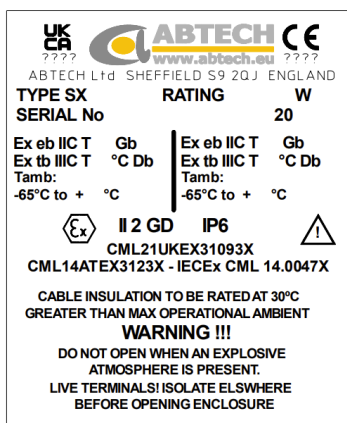 UK
CA
????
ABTECH
www.abtech.eu
CE
????
ABTECH Ltd SHEFFIELD S9 2QJ ENGLAND
TYPE SX RATING W
SERIAL No 20
Ex eb IIC T Gb
Ex tb IIIC T °C Db
Tamb:
-65°C to + °C
Ex eb IIC T Gb
Ex tb IIIC T °C Db
Tamb:
-65°C to + °C
Ex II 2 GD IP6
CML21UKEX31093X
CML14ATEX3123X - IECEx CML 14.0047X
CABLE INSULATION TO BE RATED AT 30ºC
GREATER THAN MAX OPERATIONAL AMBIENT
WARNING !!!
DO NOT OPEN WHEN AN EXPLOSIVE
ATMOSPHERE IS PRESENT.
LIVE TERMINALS! ISOLATE ELSWHERE
BEFORE OPENING ENCLOSURE